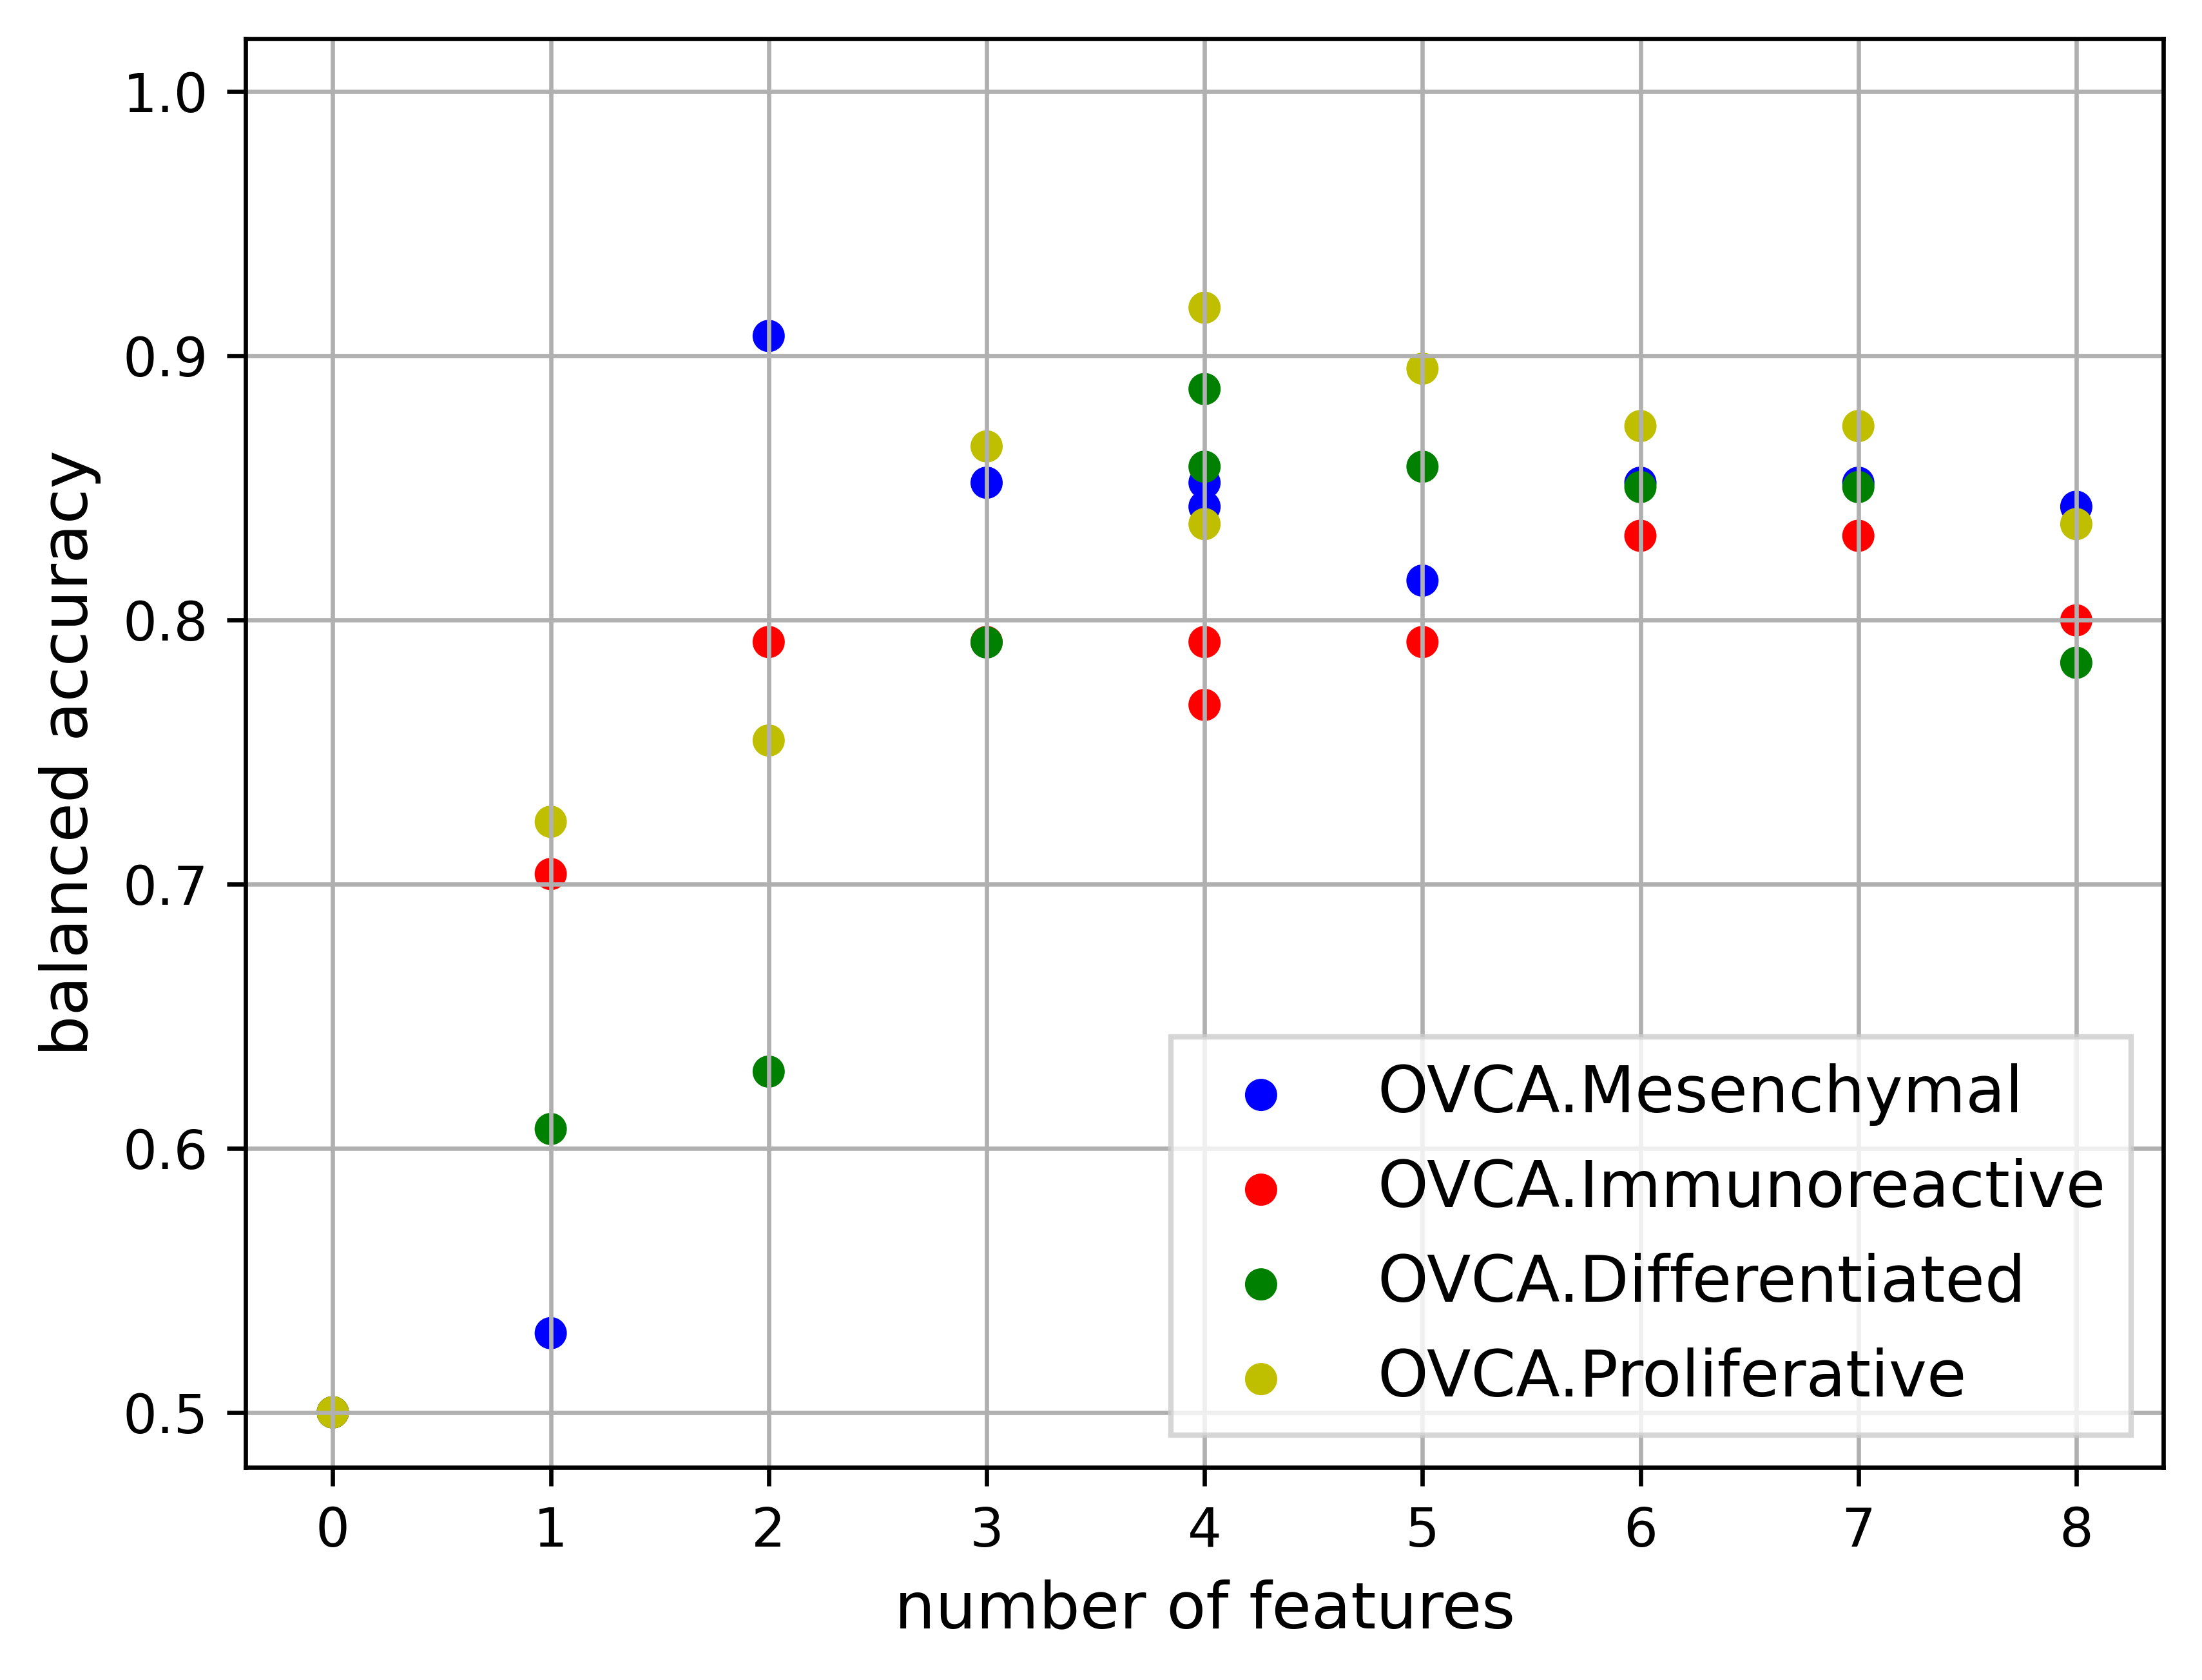 1.0
0.9
0.8
0.7
0.6
0.5
balanced accuracy
OVCA.Mesenchymal
OVCA.Immunoreactive
OVCA.Differentiated
OVCA.Proliferative
0 1 2 3 4 5 6 7 8
number of features